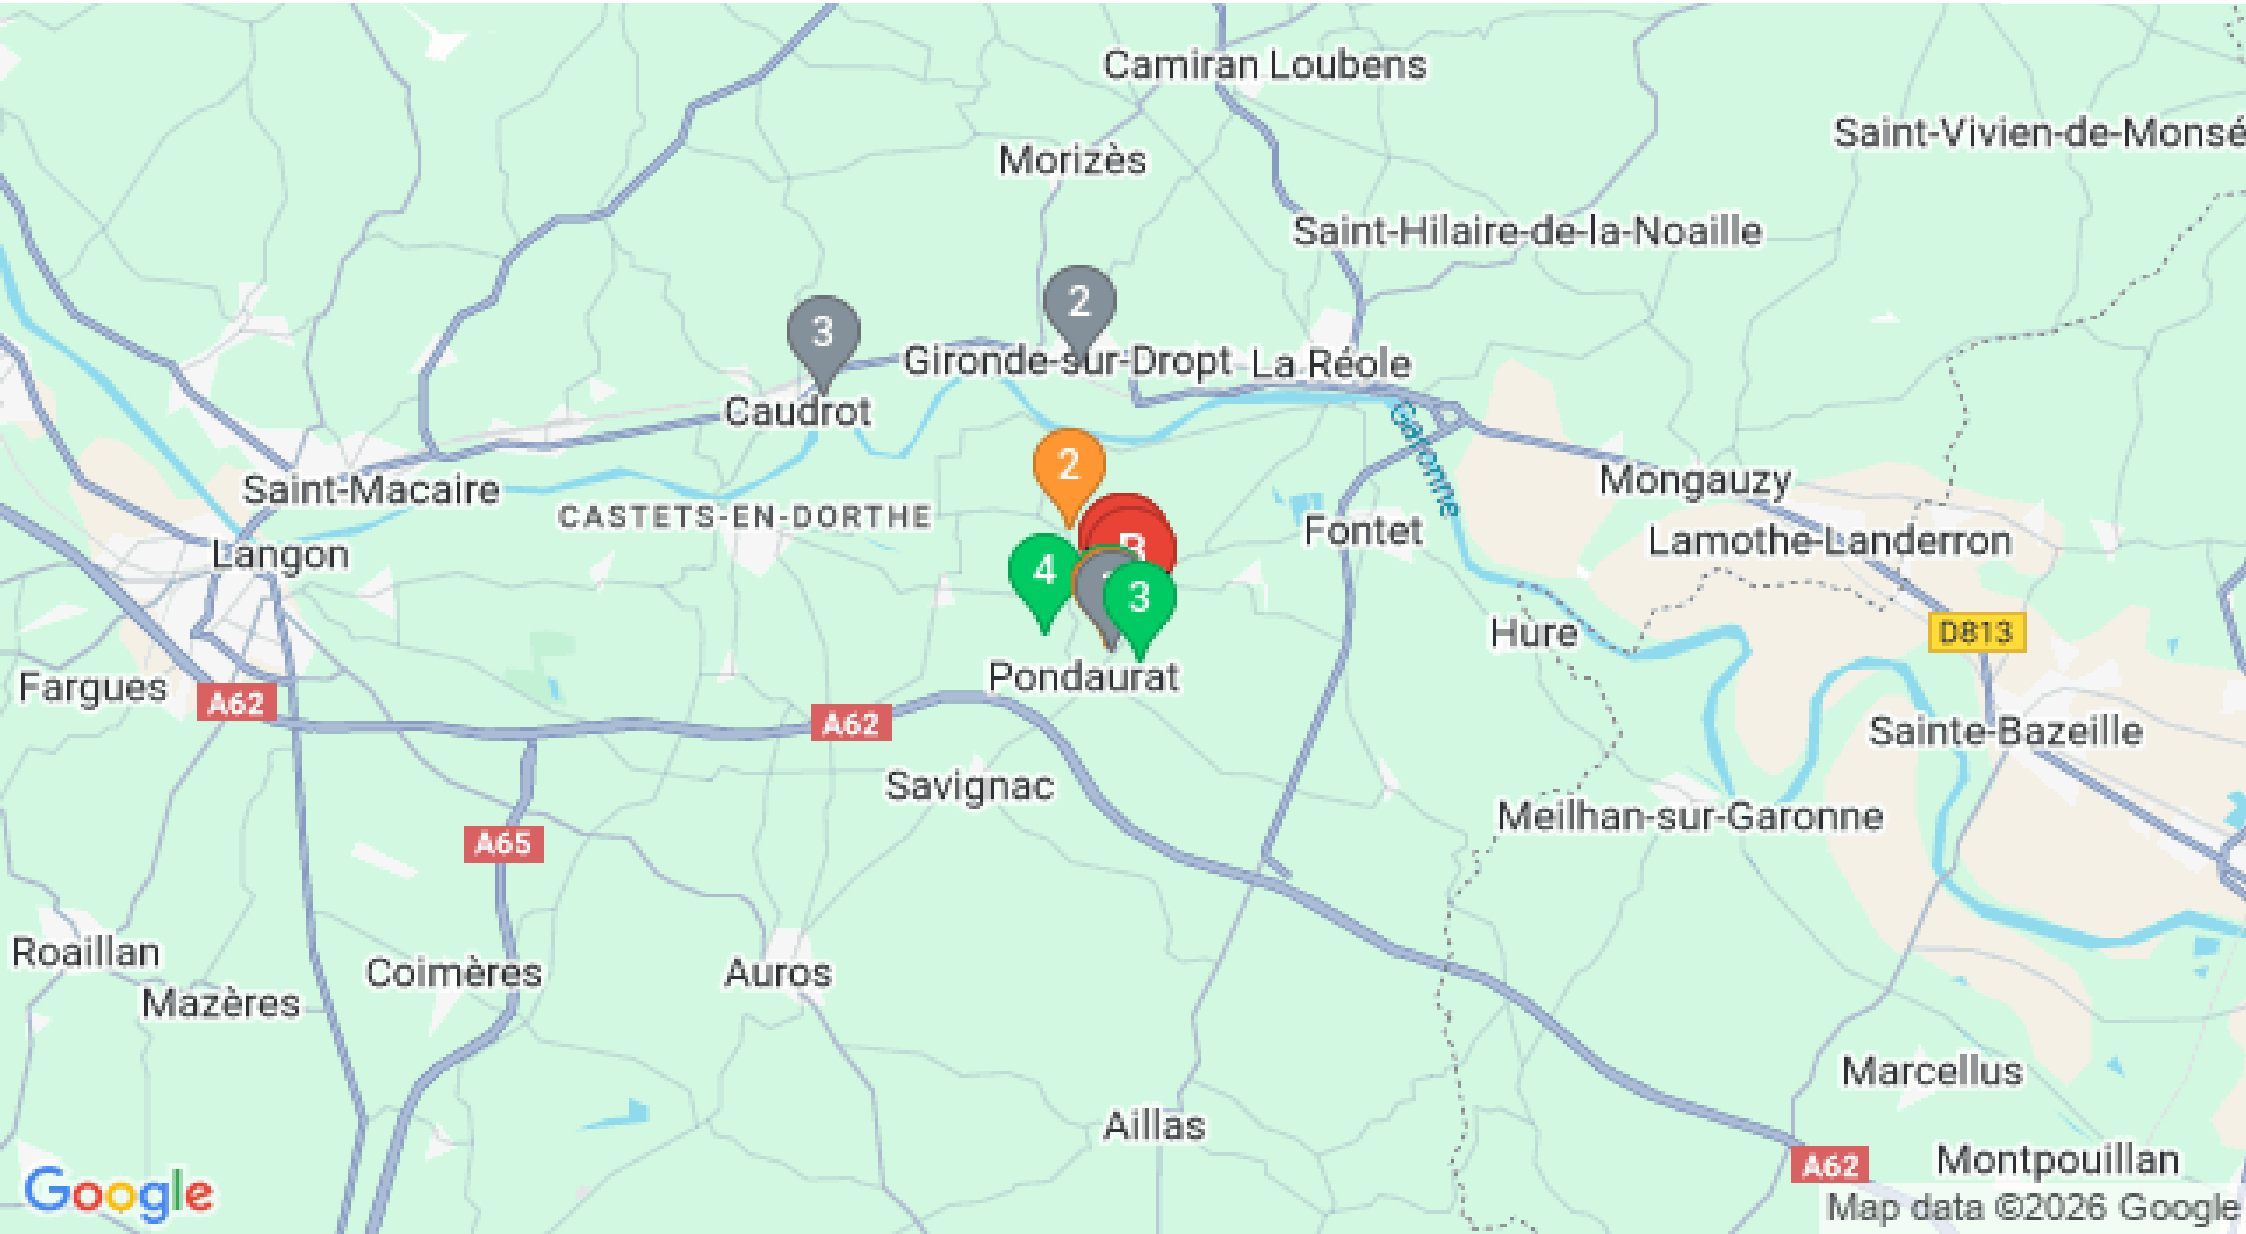 Camiran Loubens
Saint-Vivien-de-Monsé
Morizès
Saint-Hilaire-de-la-Noaille
2
3
Gironde-sur-Dropt
La Réole
Caudrot
Garonne
2
Saint-Macaire
Mongauzy
CASTETS-EN-DORTHE
Fontet
Lamothe-Landerron
Langon
4
3
Hure
D813
Pondaurat
Fargues
A62
A62
Sainte-Bazeille
Savignac
Meilhan-sur-Garonne
A65
Roaillan
Coimères
Auros
Mazères
Marcellus
Aillas
A62
Montpouillan
Google
Map data ©2026 Google